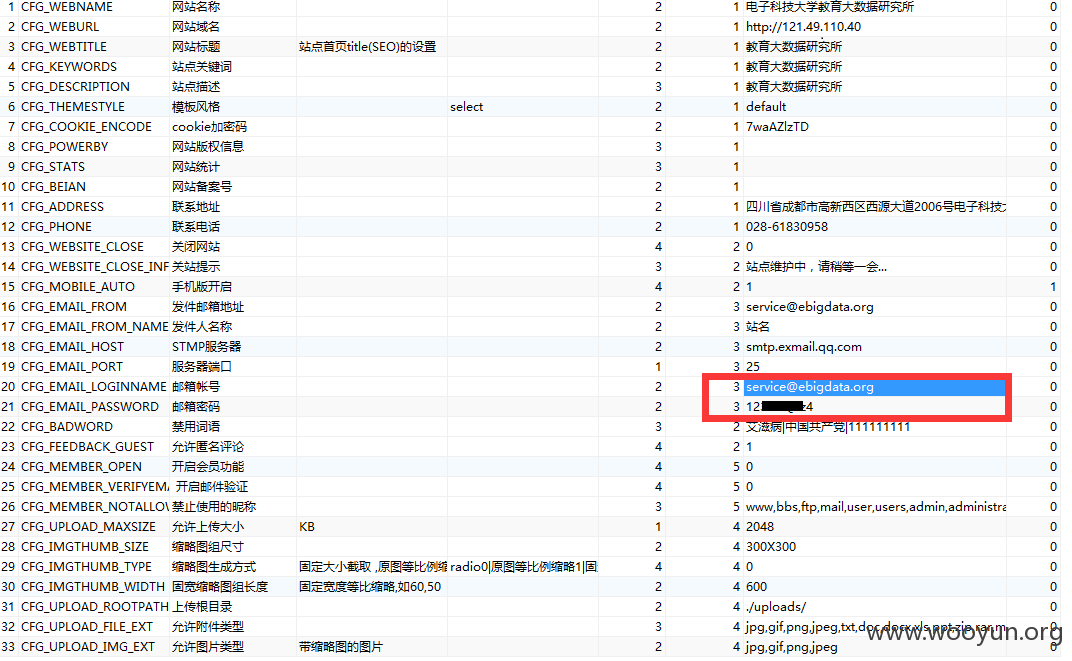 1 CFG_WEBNAME 网站名称 2 1 电子科技大学教育大数据研究所 0
2 CFG_WEBURL 网站域名 2 1 http://121.49.110.40 0
3 CFG_WEBTITLE 网站标题 站点首页title(SEO)的设置 2 1 教育大数据研究所 0
4 CFG_KEYWORDS 站点关键词 2 1 教育大数据研究所 0
5 CFG_DESCRIPTION 站点描述 3 1 教育大数据研究所 0
6 CFG_THEMESTYLE 模板风格 select 2 1 default 0
7 CFG_COOKIE_ENCODE cookie加密码 2 1 7waAZlzTD 0
8 CFG_POWERBY 网站版权信息 3 1 0
9 CFG_STATS 网站统计 3 1 0
10 CFG_BEIAN 网站备案号 2 1 0
11 CFG_ADDRESS 联系地址 2 1 四川省成都市高新西区西源大道2006号电子科技 0
12 CFG_PHONE 联系电话 2 1 028-61830958 0
13 CFG_WEBSITE_CLOSE 关闭网站 4 2 0 0
14 CFG_WEBSITE_CLOSE_INF 关站提示 3 2 站点维护中，请稍等一会... 0
15 CFG_MOBILE_AUTO 手机版开启 4 2 1 1
16 CFG_EMAIL_FROM 发件邮箱地址 2 3 service@ebigdata.org 0
17 CFG_EMAIL_FROM_NAME 发件人名称 2 3 站名 0
18 CFG_EMAIL_HOST STMP服务器 2 3 smtp.exmail.qq.com 0
19 CFG_EMAIL_PORT 服务器端口 1 3 25 0
20 CFG_EMAIL_LOGINNAME 邮箱帐号 2 3 service@ebigdata.org 0
21 CFG_EMAIL_PASSWORD 邮箱密码 2 3 0
22 CFG_BADWORD 禁用词语 3 2 艾滋病|中国共产党|111111111 0
23 CFG_FEEDBACK_GUEST 允许匿名评论 4 2 1 0
24 CFG_MEMBER_OPEN 开启会员功能 4 5 0 0
25 CFG_MEMBER_VERIFYEMA 开启邮件验证 4 5 0 0
26 CFG_MEMBER_NOTALLOW 禁止使用的昵称 3 5 www,bbs,ftp,mail,user,users,admin,administra 0
27 CFG_UPLOAD_MAXSIZE 允许上传大小 KB 1 4 2048 0
28 CFG_IMGTHUMB_SIZE 缩略图组尺寸 2 4 300X300 0
29 CFG_IMGTHUMB_TYPE 缩略图生成方式 固定大小截取 ,原图等比例缩 radio0|原图等比例缩略1|固 4 4 0 0
30 CFG_IMGTHUMB_WIDTH 固宽缩略图组长度 固定宽度等比缩略,如60,50 2 4 600 0
31 CFG_UPLOAD_ROOTPATH 上传根目录 2 4 ./uploads/ 0
32 CFG_UPLOAD_FILE_EXT 允许附件类型 3 4 jpg,gif,png,jpeg,txt,doc,docx,xls,ppt,zip,rar,m 0
33 CFG_UPLOAD_IMG_EXT 允许图片类型 带缩略图的图片 2 4 jpg,gif,png,jpeg 0
www.wooyun.org